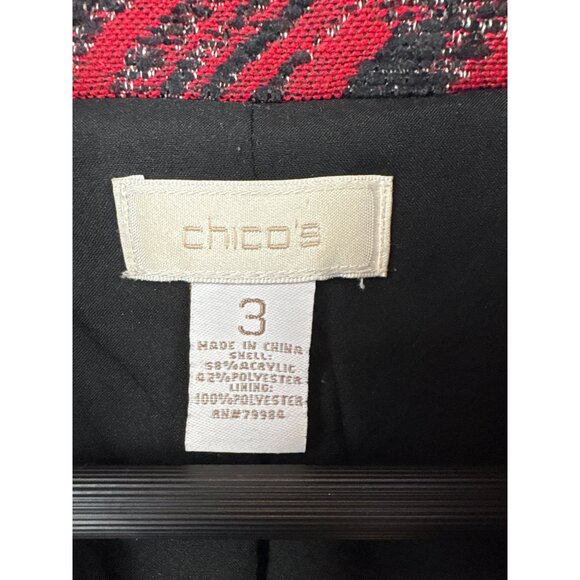 chico's
3
MADE IN CHINA
SHELL:
58%ACRYLIC
42%POLYESTER
LINING:
100%POLYESTER
RN#79984